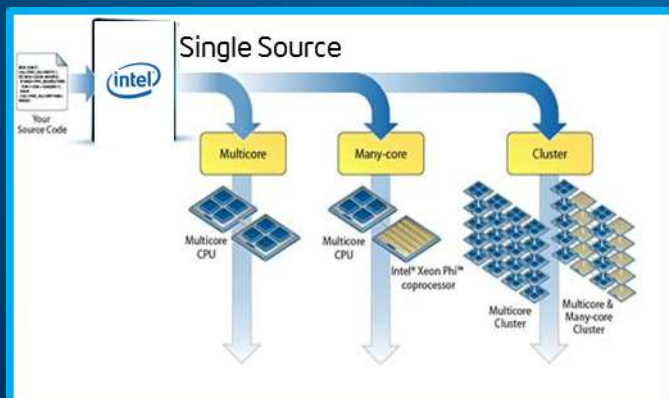 Single Source
intel
Your
Source Code
Multicore
Many-core
Cluster
Multicore
CPU
Multicore
CPU
Intel® Xeon Phi™
coprocessor
Multicore
Cluster
Multicore &
Many-core
Cluster